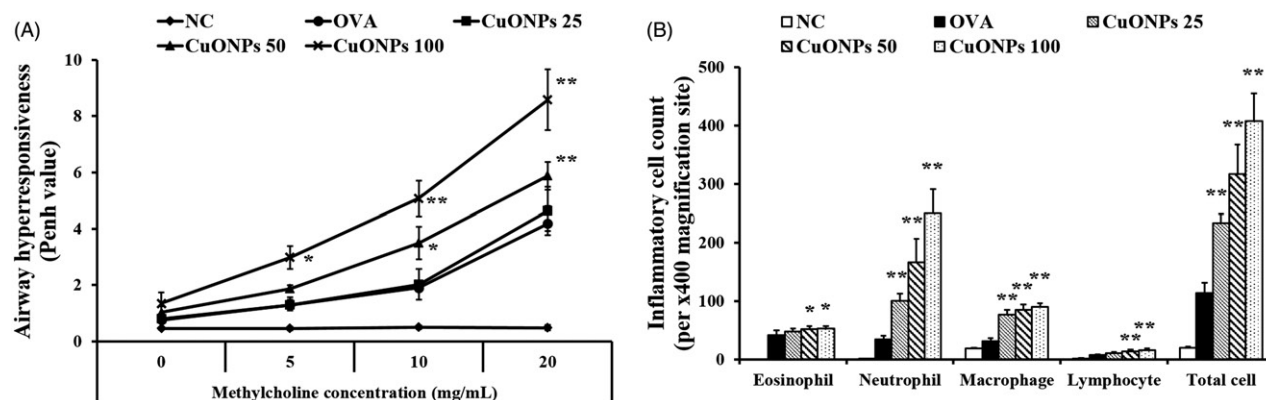 (A)
NC OVA CuONPs 25
CuONPs 50 CuONPs 100
Airway hyperresponsiveness
(Penh value)
10
8
6
4
2
0
**
**
**
*
*
0 5 10 20
Methylcholine concentration (mg/mL)
(B)
NC OVA CuONPs 25
CuONPs 50 CuONPs 100
Inflammatory cell count
(per x400 magnification site)
500
400
300
200
100
0
* *
** ** **
** ** **
** **
** ** **
Eosinophil Neutrophil Macrophage Lymphocyte Total cell